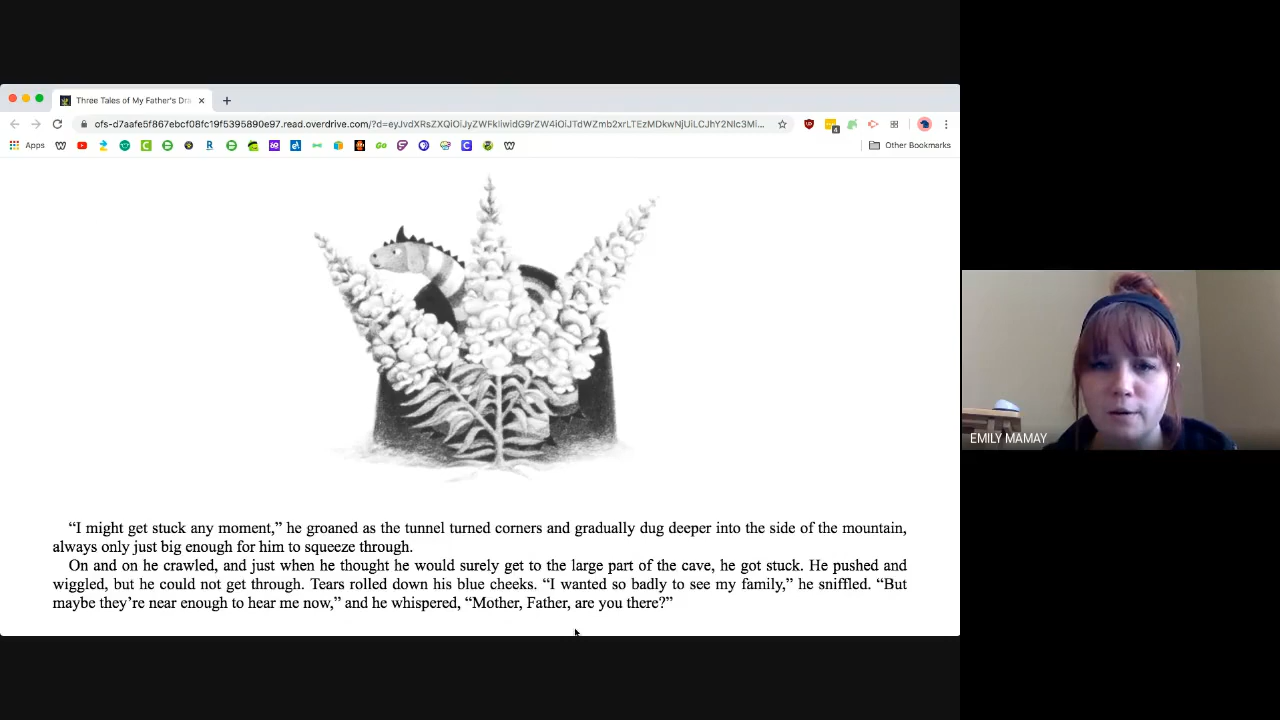 Three Tales of My Father's Dra
ofs-d7aafe5f867ebcf08fc19f5395890e97.read.overdrive.com/?d=eyJvdXRsZXQiOiJyZWFkIiwidG9rZW4iOiJTdWZmb2xrLTEzMDkwNjUiLCJhY2Nlc3Mi...
Apps
Go
Other Bookmarks
“I might get stuck any moment,” he groaned as the tunnel turned corners and gradually dug deeper into the side of the mountain,
always only just big enough for him to squeeze through.
On and on he crawled, and just when he thought he would surely get to the large part of the cave, he got stuck. He pushed and
wiggled, but he could not get through. Tears rolled down his blue cheeks. “I wanted so badly to see my family,” he sniffled. “But
maybe they’re near enough to hear me now,” and he whispered, “Mother, Father, are you there?”
EMILY MAMAY